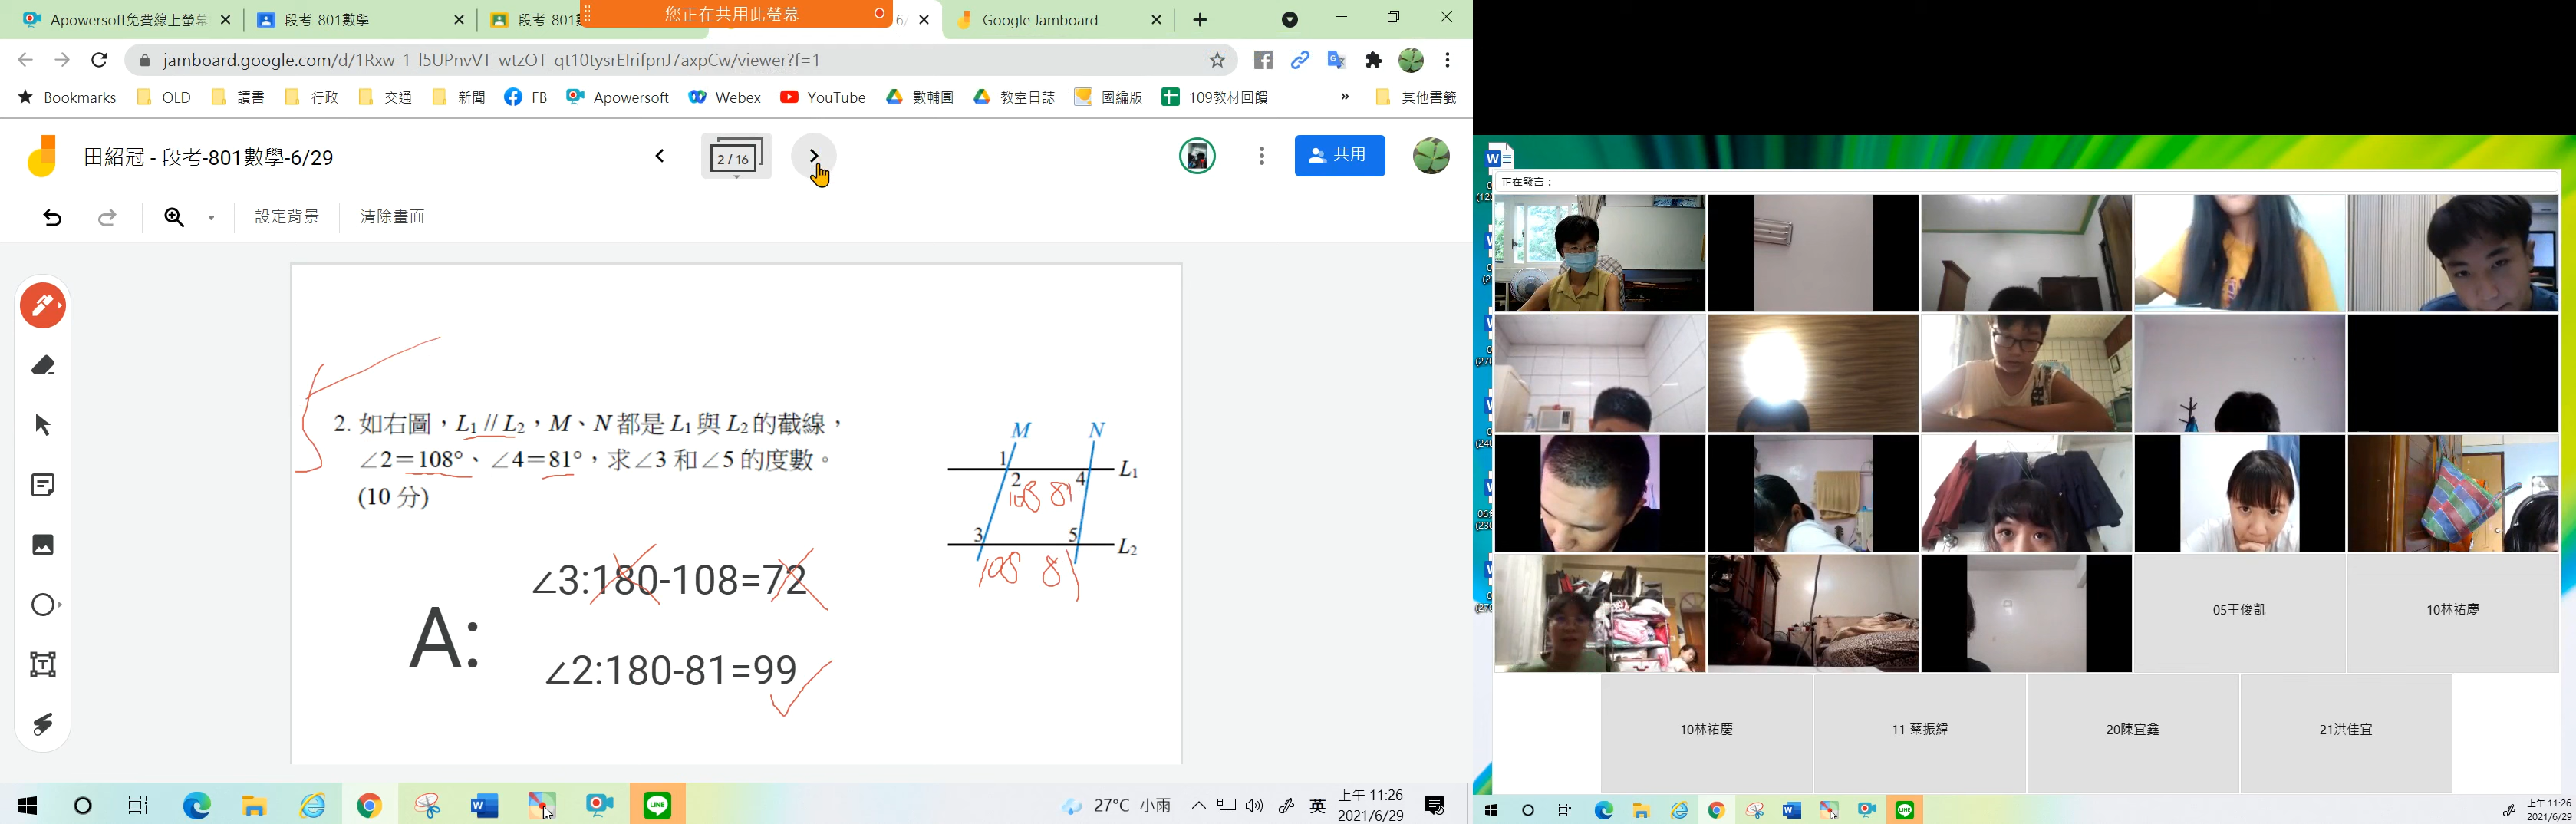 Apowersoft免費線上螢幕
段考-801數學
段考-801
您正在共用此螢幕
Google Jamboard
jamboard.google.com/d/1Rxw-1_l5UPnvVT_wtzOT_qt10tysrEIrifpnJ7axpCw/viewer?f=1
Bookmarks OLD 讀書 行政 交通 新聞 FB Apowersoft Webex YouTube 數輔團 教室日誌 國編版 109教材回饋 » 其他書籤
田紹冠 - 段考-801數學-6/29
2 / 16
共用
設定背景 清除畫面
2. 如右圖，L₁ // L₂，M、N 都是 L₁ 與 L₂ 的截線，
∠2＝108°、∠4＝81°，求∠3 和∠5 的度數。
(10 分)
M N
1 L₁
2 4
108 81
3 5 L₂
108 81
∠3:180-108=72
A:
∠2:180-81=99
27°C 小雨
英
上午 11:26
2021/6/29
正在發言：
05王俊凱
10林祐慶
10林祐慶
11 蔡振緯
20陳宜鑫
21洪佳宜
上午 11:26
2021/6/29